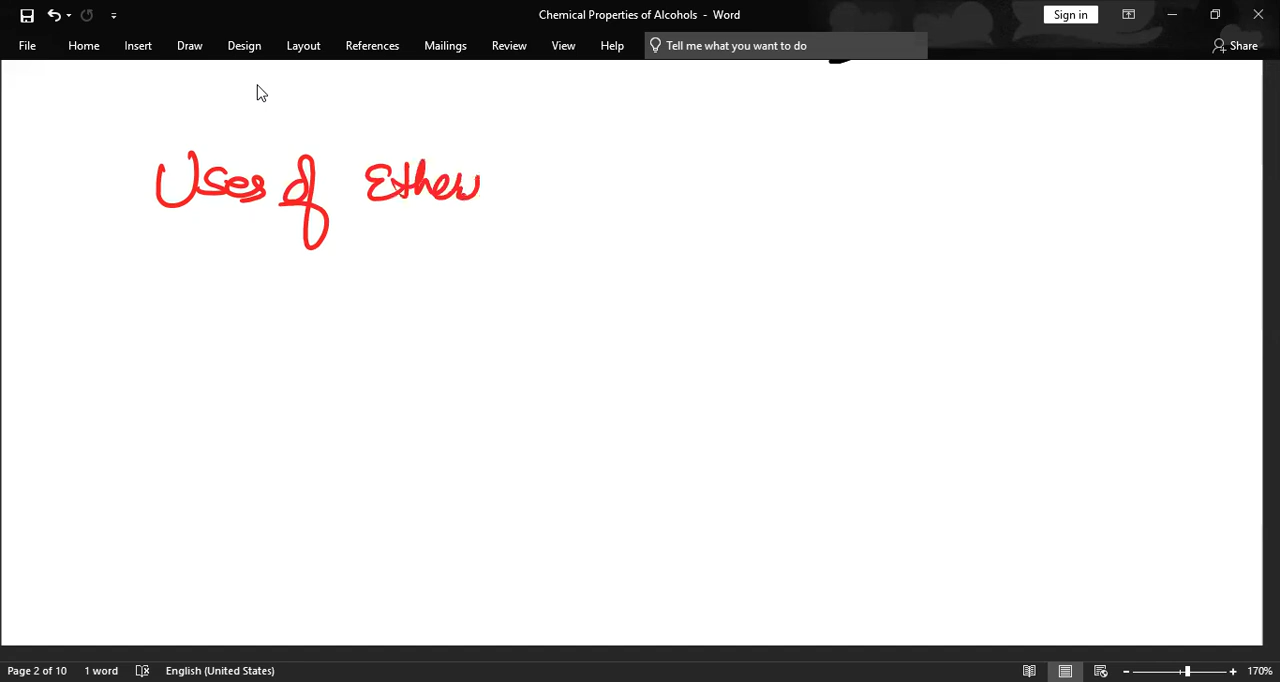 Chemical Properties of Alcohols - Word
Sign in
File Home Insert Draw Design Layout References Mailings Review View Help Tell me what you want to do Share
Uses of Ether
Page 2 of 10 1 word English (United States) 170%